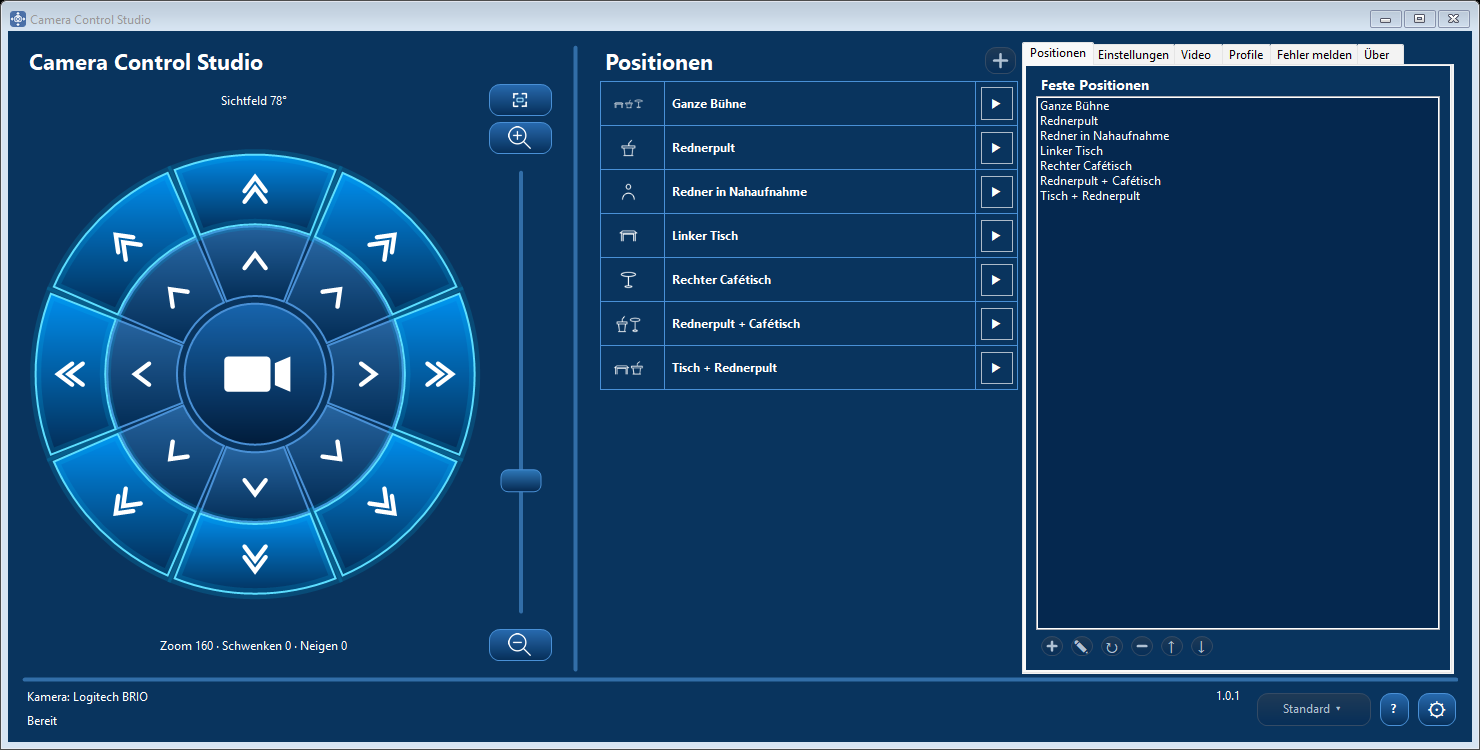 Camera Control Studio
Camera Control Studio
Sichtfeld 78°
Zoom 160 · Schwenken 0 · Neigen 0
Positionen
Ganze Bühne
Rednerpult
Redner in Nahaufnahme
Linker Tisch
Rechter Cafétisch
Rednerpult + Cafétisch
Tisch + Rednerpult
Positionen
Einstellungen
Video
Profile
Fehler melden
Über
Feste Positionen
Ganze Bühne
Rednerpult
Redner in Nahaufnahme
Linker Tisch
Rechter Cafétisch
Rednerpult + Cafétisch
Tisch + Rednerpult
Kamera: Logitech BRIO
Bereit
1.0.1
Standard
?